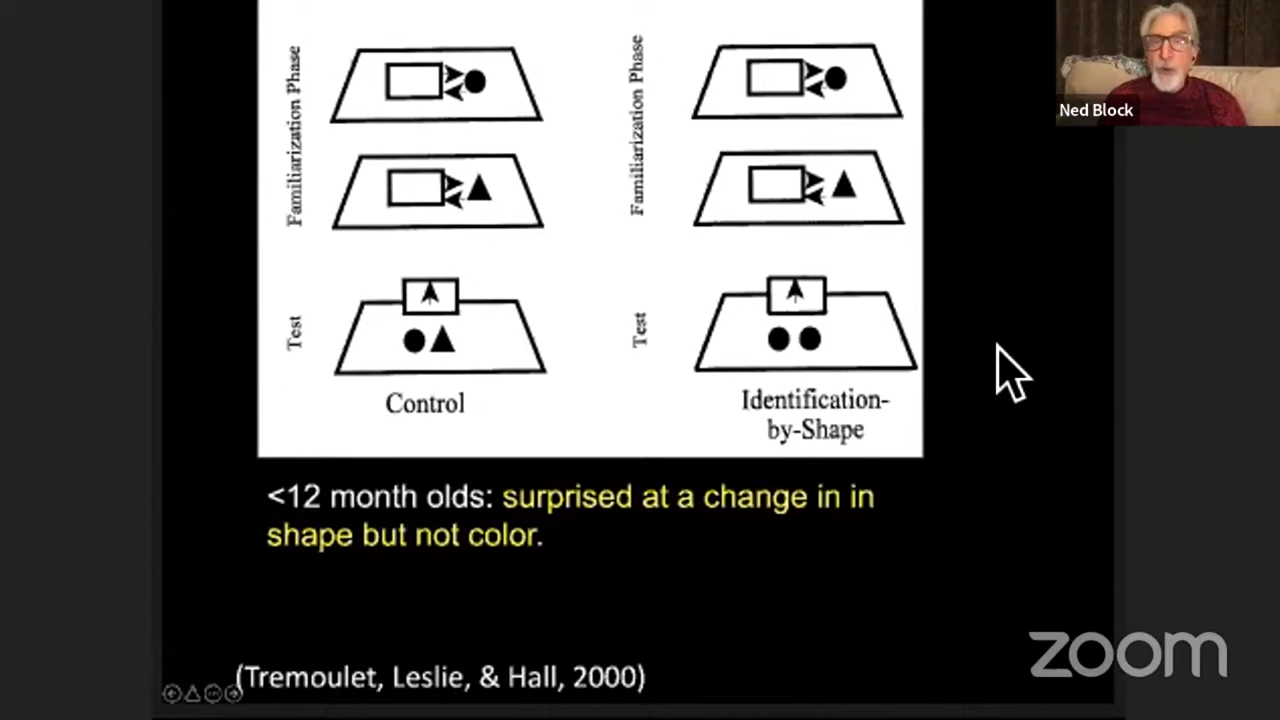 Ned Block
Familiarization Phase
Familiarization Phase
Test
Test
Control
Identification-
by-Shape
<12 month olds: surprised at a change in in
shape but not color.
(Tremoulet, Leslie, & Hall, 2000)
zoom